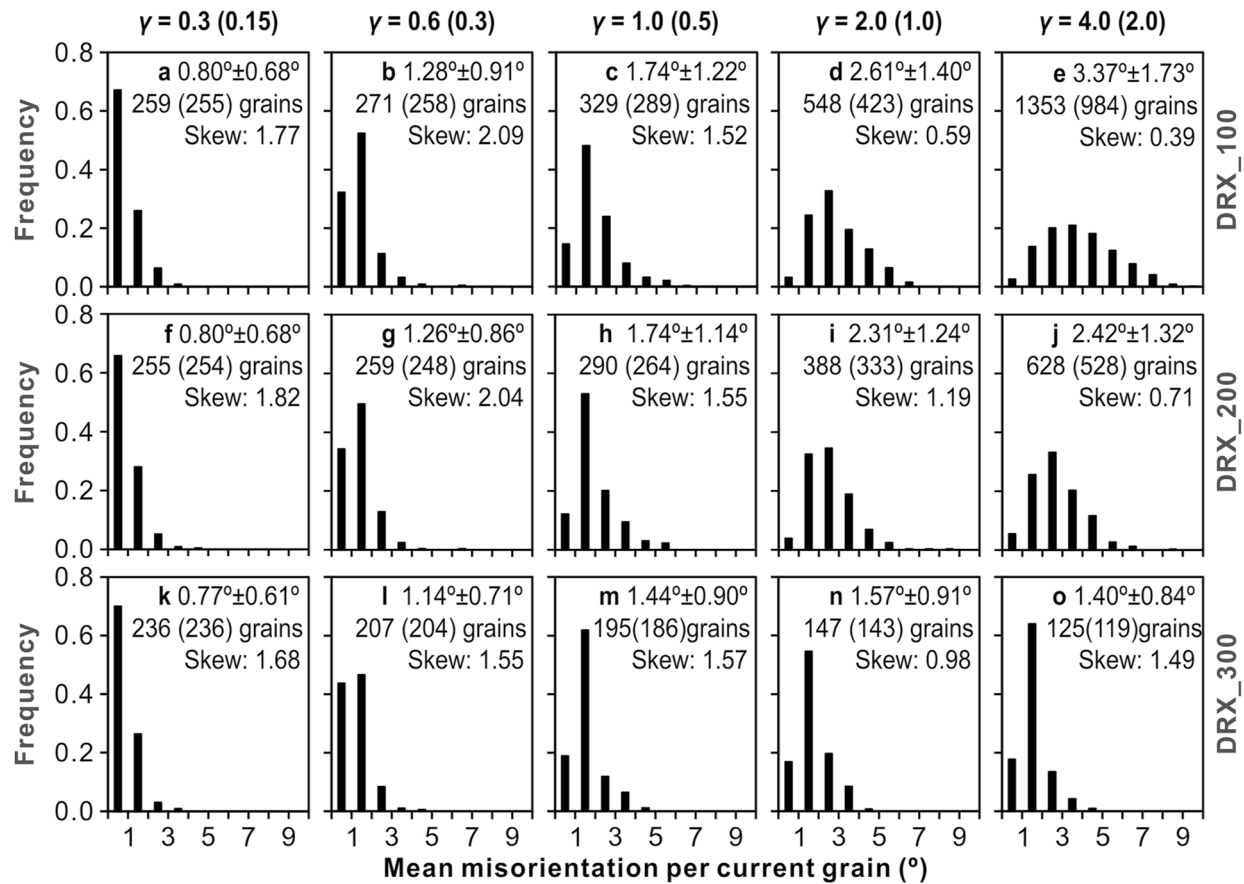 γ = 0.3 (0.15) γ = 0.6 (0.3) γ = 1.0 (0.5) γ = 2.0 (1.0) γ = 4.0 (2.0)
0.8
0.6
0.4
0.2
0.0
Frequency
a 0.80º±0.68º
259 (255) grains
Skew: 1.77
b 1.28º±0.91º
271 (258) grains
Skew: 2.09
c 1.74º±1.22º
329 (289) grains
Skew: 1.52
d 2.61º±1.40º
548 (423) grains
Skew: 0.59
e 3.37º±1.73º
1353 (984) grains
Skew: 0.39
DRX_100
0.8
0.6
0.4
0.2
0.0
Frequency
f 0.80º±0.68º
255 (254) grains
Skew: 1.82
g 1.26º±0.86º
259 (248) grains
Skew: 2.04
h 1.74º±1.14º
290 (264) grains
Skew: 1.55
i 2.31º±1.24º
388 (333) grains
Skew: 1.19
j 2.42º±1.32º
628 (528) grains
Skew: 0.71
DRX_200
0.8
0.6
0.4
0.2
0.0
Frequency
k 0.77º±0.61º
236 (236) grains
Skew: 1.68
l 1.14º±0.71º
207 (204) grains
Skew: 1.55
m 1.44º±0.90º
195(186)grains
Skew: 1.57
n 1.57º±0.91º
147 (143) grains
Skew: 0.98
o 1.40º±0.84º
125(119)grains
Skew: 1.49
DRX_300
1 3 5 7 9 1 3 5 7 9 1 3 5 7 9 1 3 5 7 9 1 3 5 7 9
Mean misorientation per current grain (º)